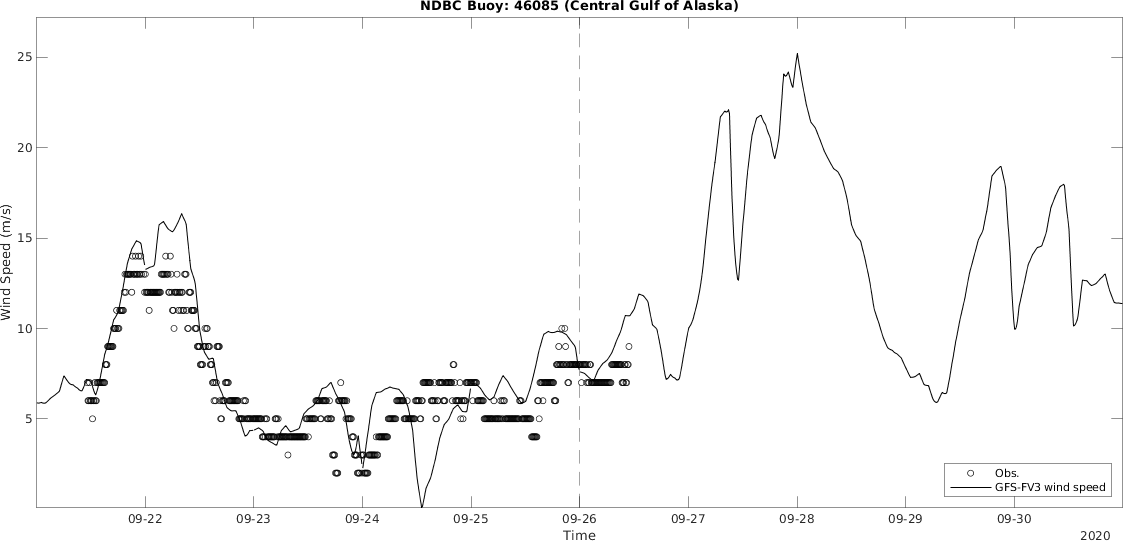 NDBC Buoy: 46085 (Central Gulf of Alaska)
25
20
15
10
5
Wind Speed (m/s)
Obs.
GFS-FV3 wind speed
09-22 09-23 09-24 09-25 09-26 09-27 09-28 09-29 09-30
Time
2020